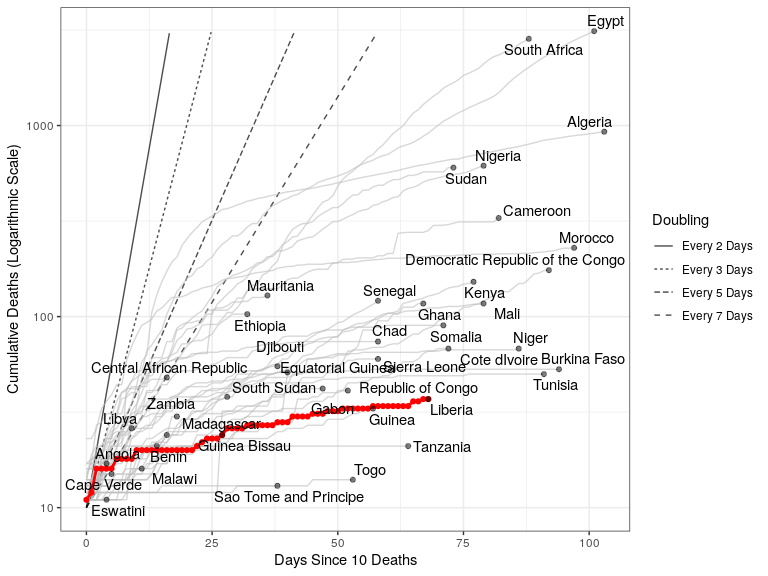 Egypt
South Africa
Algeria
1000
Nigeria
Sudan
Cameroon
Morocco
Democratic Republic of the Congo
Mauritania
Senegal
Kenya
Ghana
Mali
100
Ethiopia
Chad
Djibouti
Somalia
Niger
Central African Republic
Equatorial Guinea
Sierra Leone
Cote dIvoire
Burkina Faso
South Sudan
Republic of Congo
Tunisia
Zambia
Gabon
Liberia
Libya
Madagascar
Guinea
Guinea Bissau
Tanzania
Angola
Benin
Togo
Cape Verde
Malawi
Sao Tome and Principe
Eswatini
10
0
25
50
75
100
Days Since 10 Deaths
Cumulative Deaths (Logarithmic Scale)
Doubling
Every 2 Days
Every 3 Days
Every 5 Days
Every 7 Days